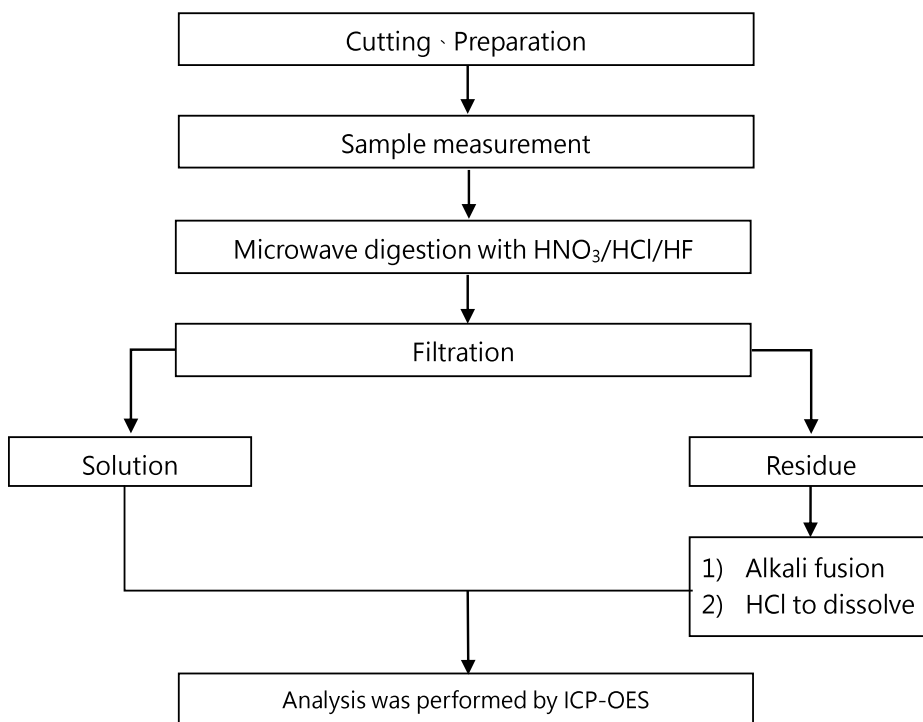 Cutting、Preparation
Sample measurement
Microwave digestion with HNO₃/HCl/HF
Filtration
Solution
Residue
1) Alkali fusion
2) HCl to dissolve
Analysis was performed by ICP-OES